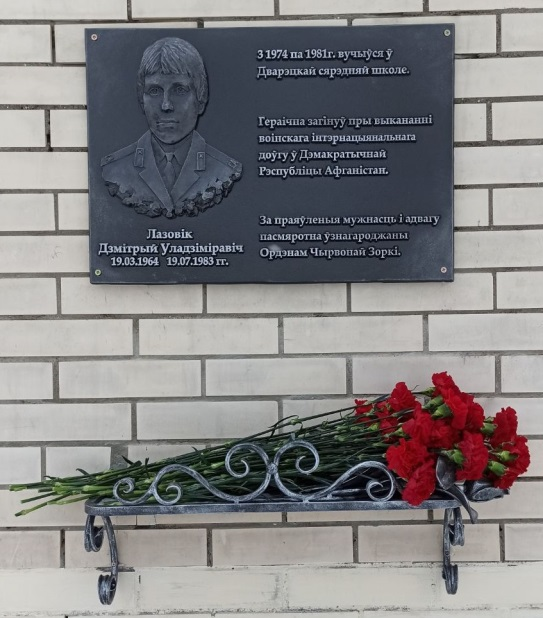 Лазовік
Дзмітрый Уладзіміравіч
19.03.1964 19.07.1983 гг.
З 1974 па 1981г. вучыўся ў
Дварэцкай сярэдняй школе.
Гераічна загінуў пры выкананні
воінскага інтэрнацыянальнага
доўгу ў Дэмакратычнай
Рэспубліцы Афганістан.
За праяўленыя мужнасць і адвагу
пасмяротна ўзнагароджаны
Ордэнам Чырвонай Зоркі.